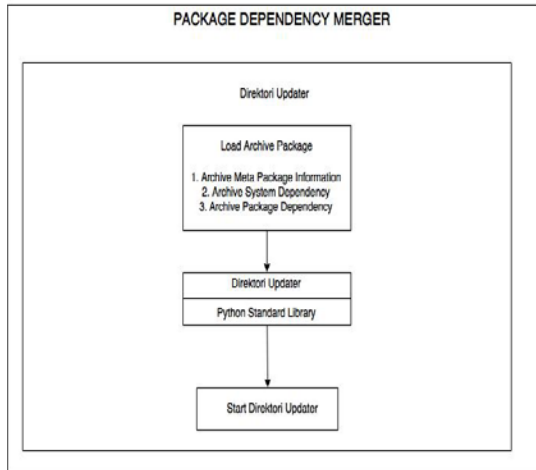 PACKAGE DEPENDENCY MERGER
Direktori Updater
Load Archive Package
1. Archive Meta Package Information
2. Archive System Dependency
3. Archive Package Dependency
Direktori Updater
Python Standard Library
Start Direktori Updater